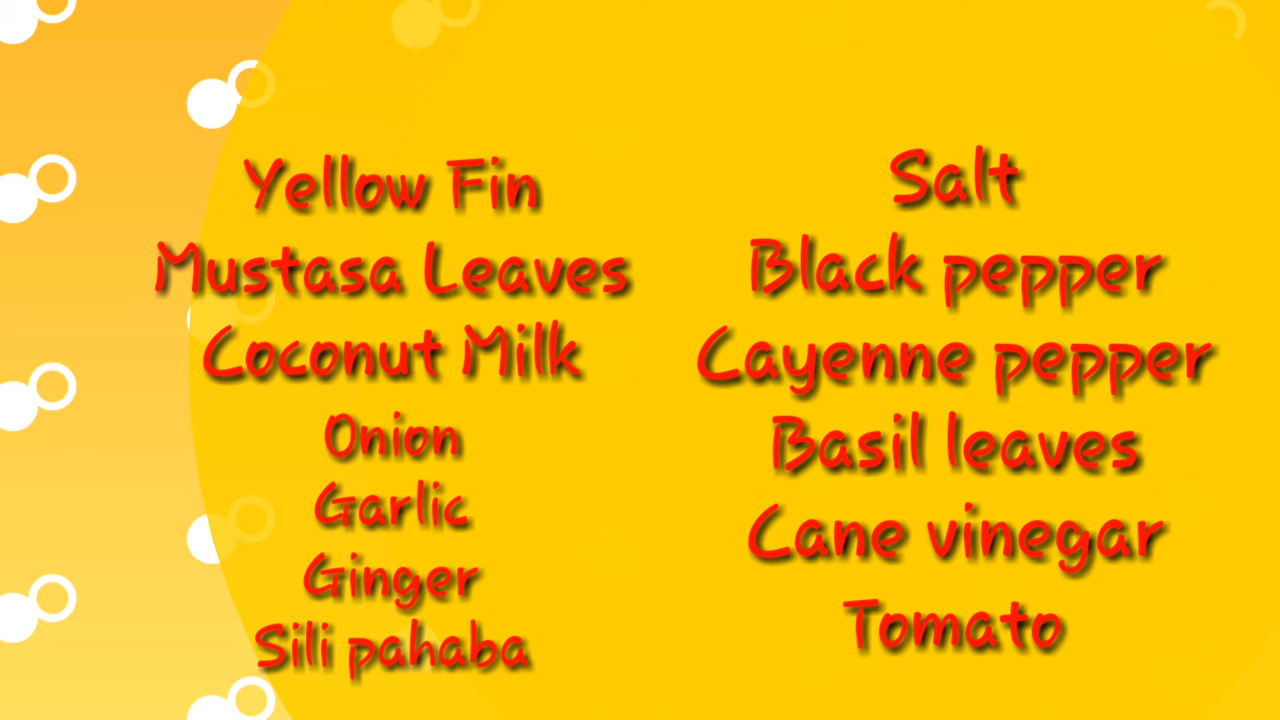 Yellow Fin
Mustasa Leaves
Coconut Milk
Onion
Garlic
Ginger
Sili pahaba
Salt
Black pepper
Cayenne pepper
Basil leaves
Cane vinegar
Tomato